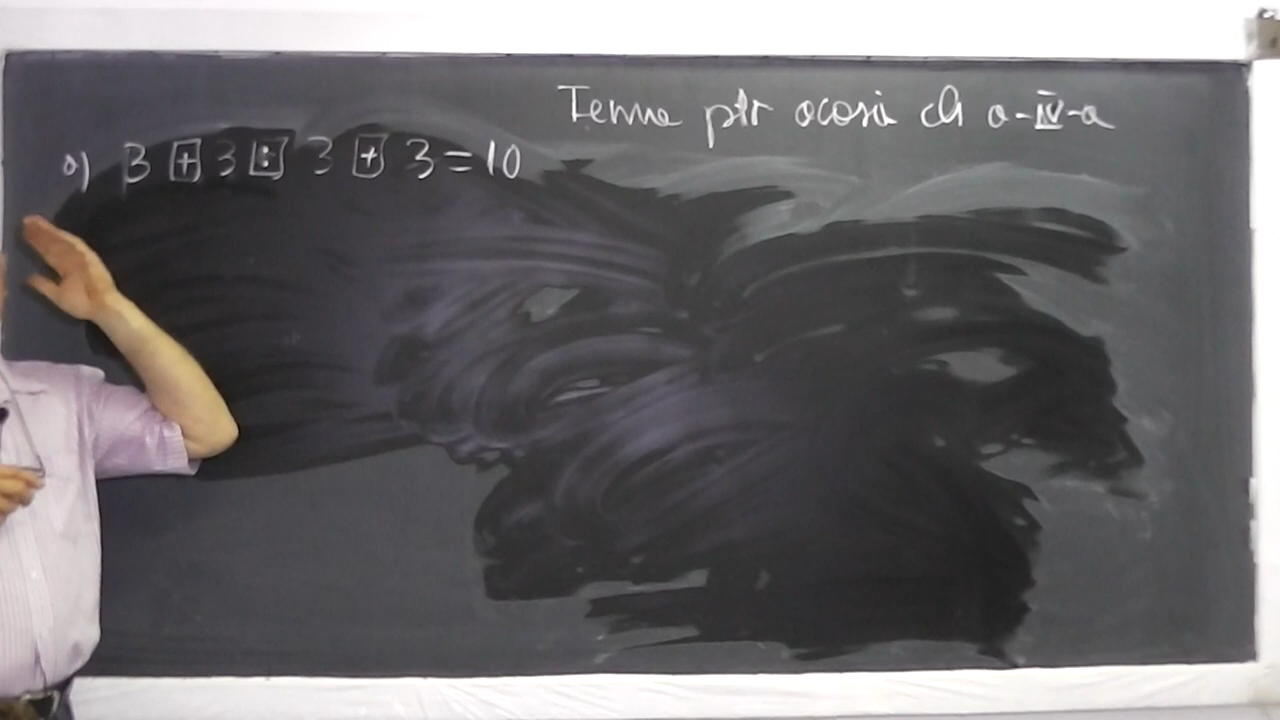 Teme ptr acasă cls a-IV-a
a) 3 + 3 : 3 + 3 = 10